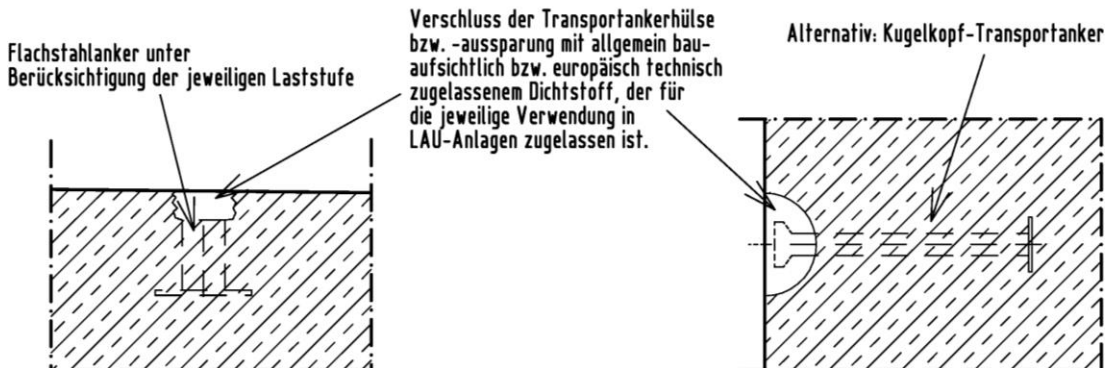 Flachstahlanker unter
Berücksichtigung der jeweiligen Laststufe
Verschluss der Transportankerhülse
bzw. -aussparung mit allgemein bau-
aufsichtlich bzw. europäisch technisch
zugelassenem Dichtstoff, der für
die jeweilige Verwendung in
LAU-Anlagen zugelassen ist.
Alternativ: Kugelkopf-Transportanker